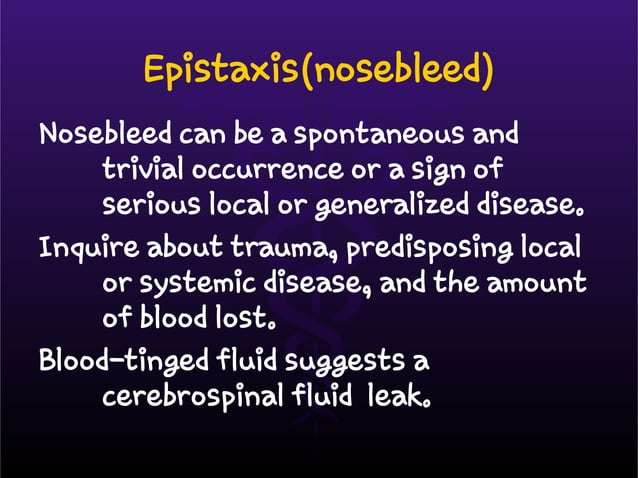 Epistaxis(nosebleed)
Nosebleed can be a spontaneous and
trivial occurrence or a sign of
serious local or generalized disease.
Inquire about trauma, predisposing local
or systemic disease, and the amount
of blood lost.
Blood-tinged fluid suggests a
cerebrospinal fluid leak.